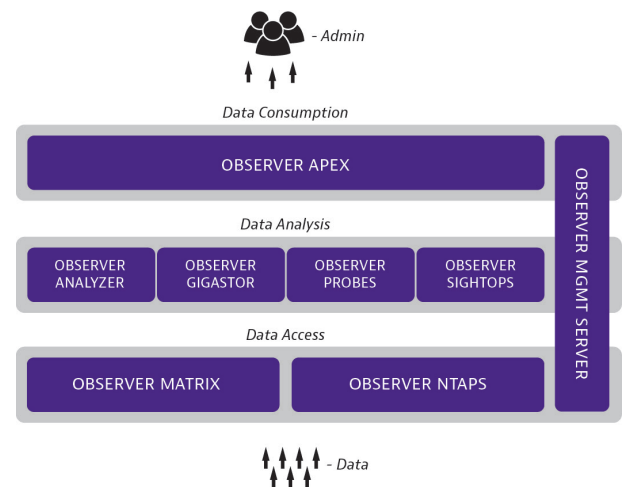 - Admin
Data Consumption
OBSERVER APEX
OBSERVER MGMT SERVER
Data Analysis
OBSERVER
ANALYZER
OBSERVER
GIGASTOR
OBSERVER
PROBES
OBSERVER
SIGHTOPS
Data Access
OBSERVER MATRIX
OBSERVER NTAPS
- Data